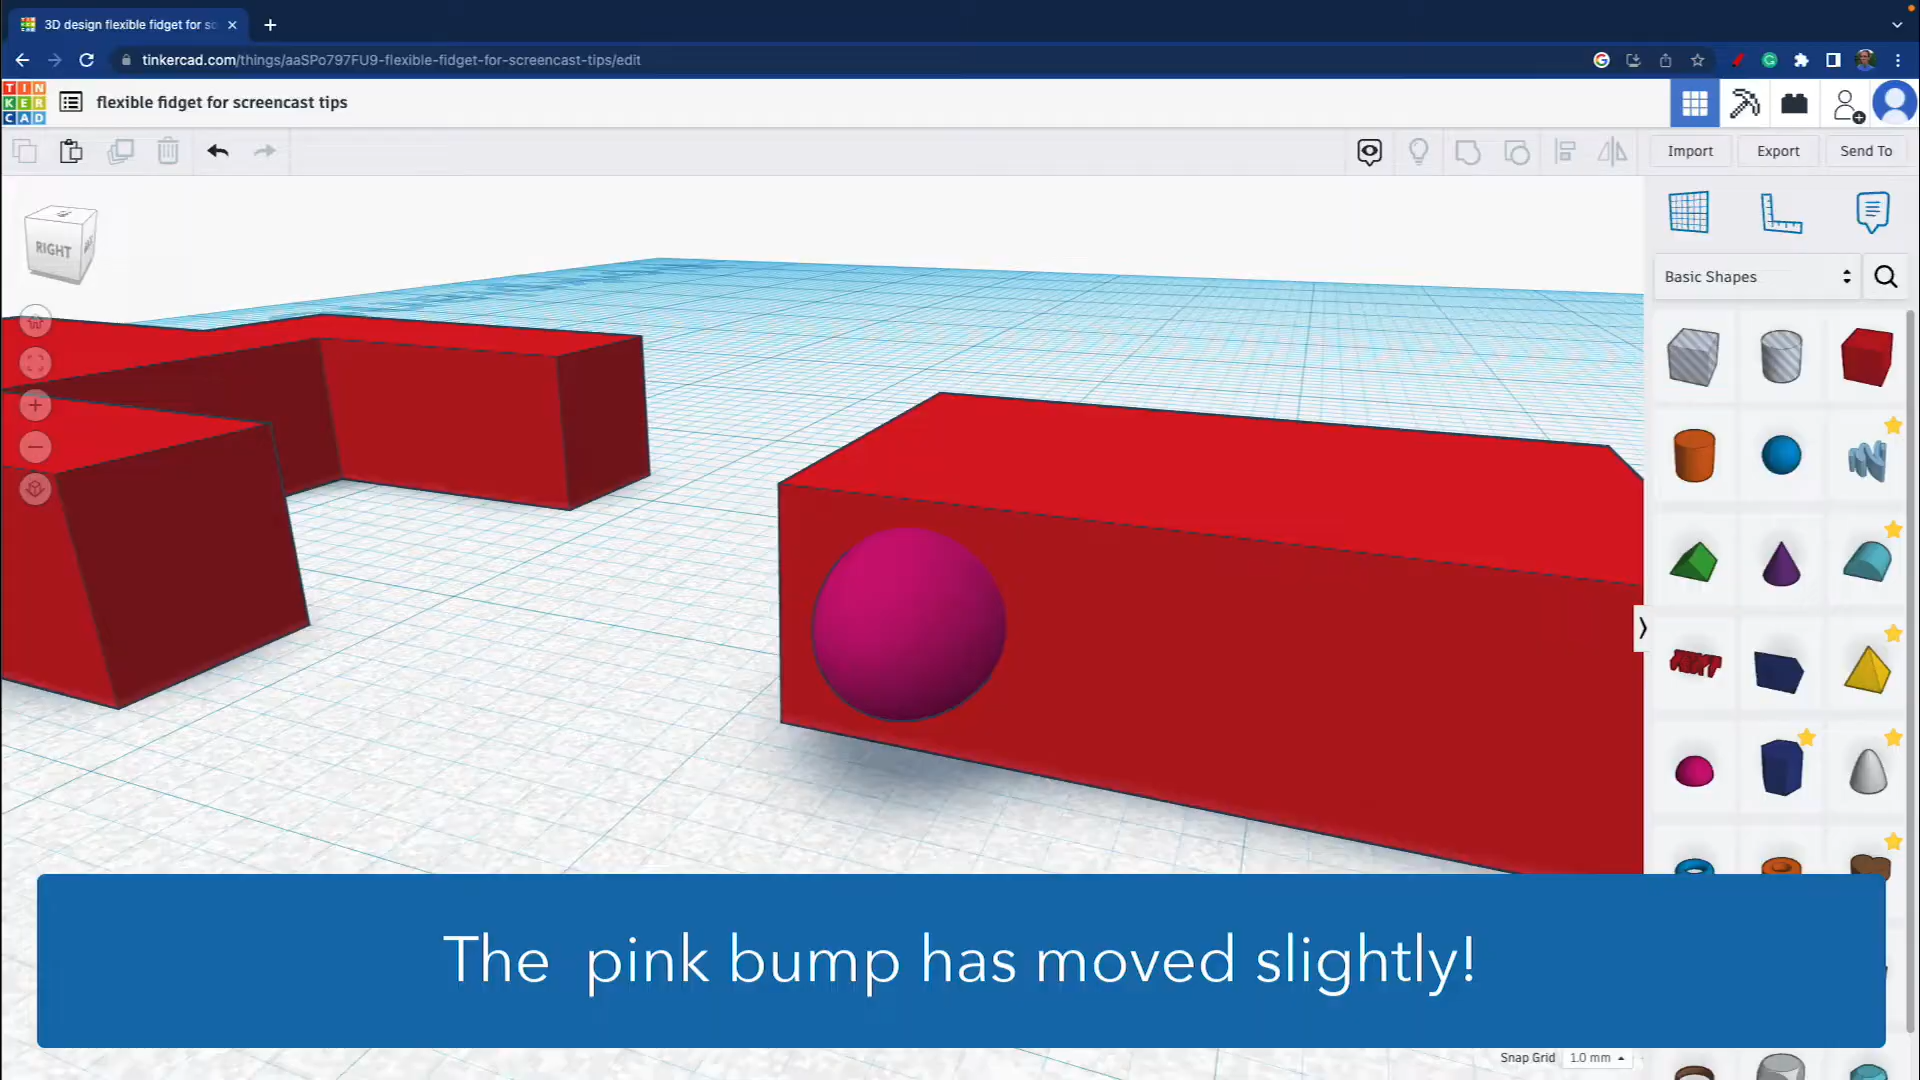 3D design flexible fidget for sc
tinkercad.com/things/aaSPo797FU9-flexible-fidget-for-screencast-tips/edit
TIN
KER
CAD
flexible fidget for screencast tips
Import
Export
Send To
RIGHT
Basic Shapes
The pink bump has moved slightly!
Snap Grid
1.0 mm